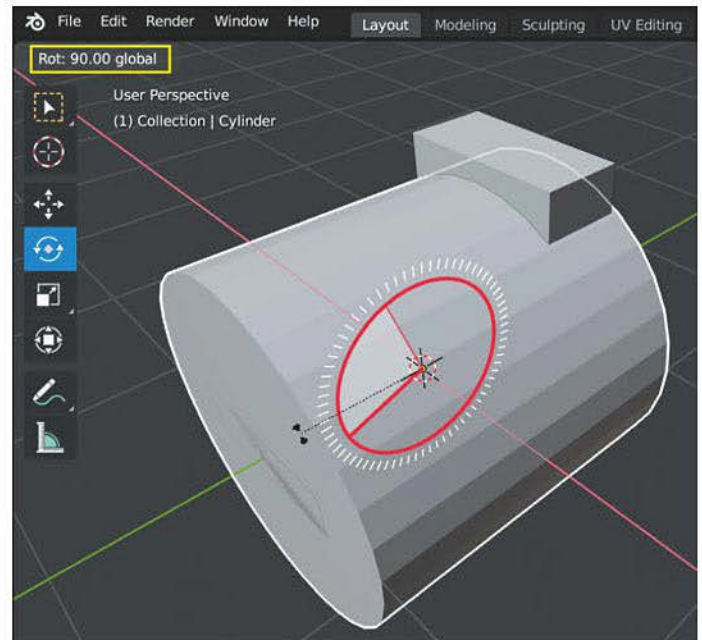 File Edit Render Window Help Layout Modeling Sculpting UV Editing
Rot: 90.00 global
User Perspective
(1) Collection | Cylinder